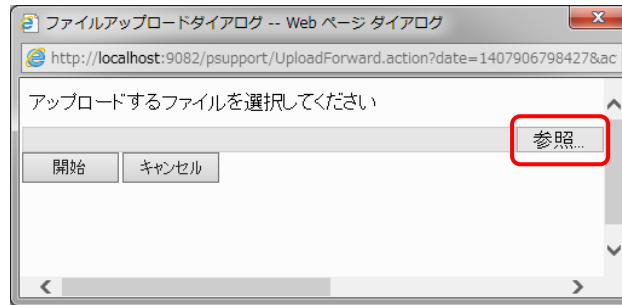 ファイルアップロードダイアログ -- Web ページ ダイアログ
http://localhost:9082/psupport/UploadForward.action?date=1407906798427&ac
アップロードするファイルを選択してください
参照...
開始 キャンセル